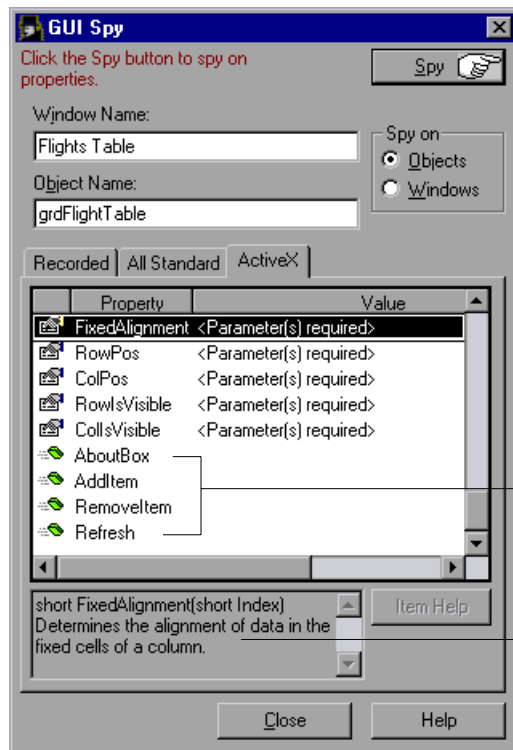 GUI Spy
Click the Spy button to spy on
properties.
Spy
Window Name:
Flights Table
Spy on
Objects
Windows
Object Name:
grdFlightTable
Recorded All Standard ActiveX
Property Value
FixedAlignment <Parameter(s) required>
RowPos <Parameter(s) required>
ColPos <Parameter(s) required>
RowIsVisible <Parameter(s) required>
ColIsVisible <Parameter(s) required>
AboutBox
AddItem
RemoveItem
Refresh
short FixedAlignment(short Index)
Determines the alignment of data in the
fixed cells of a column.
Item Help
Close Help